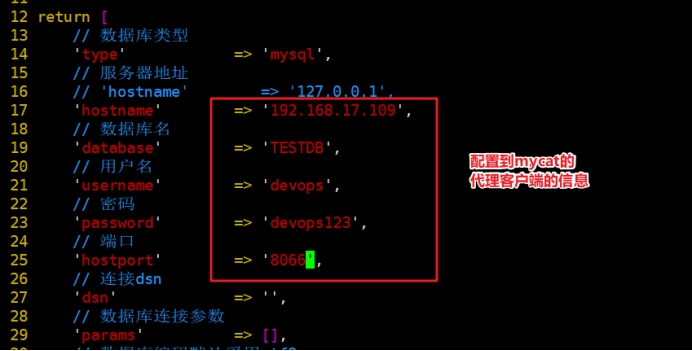 12 return [
13 // 数据库类型
14 'type' => 'mysql',
15 // 服务器地址
16 // 'hostname' => '127.0.0.1',
17 'hostname' => '192.168.17.109',
18 // 数据库名
19 'database' => 'TESTDB',
20 // 用户名
21 'username' => 'devops',
22 // 密码
23 'password' => 'devops123',
24 // 端口
25 'hostport' => '8066',
26 // 连接dsn
27 'dsn' => '',
28 // 数据库连接参数
29 'params' => [],
配置到mycat的
代理客户端的信息